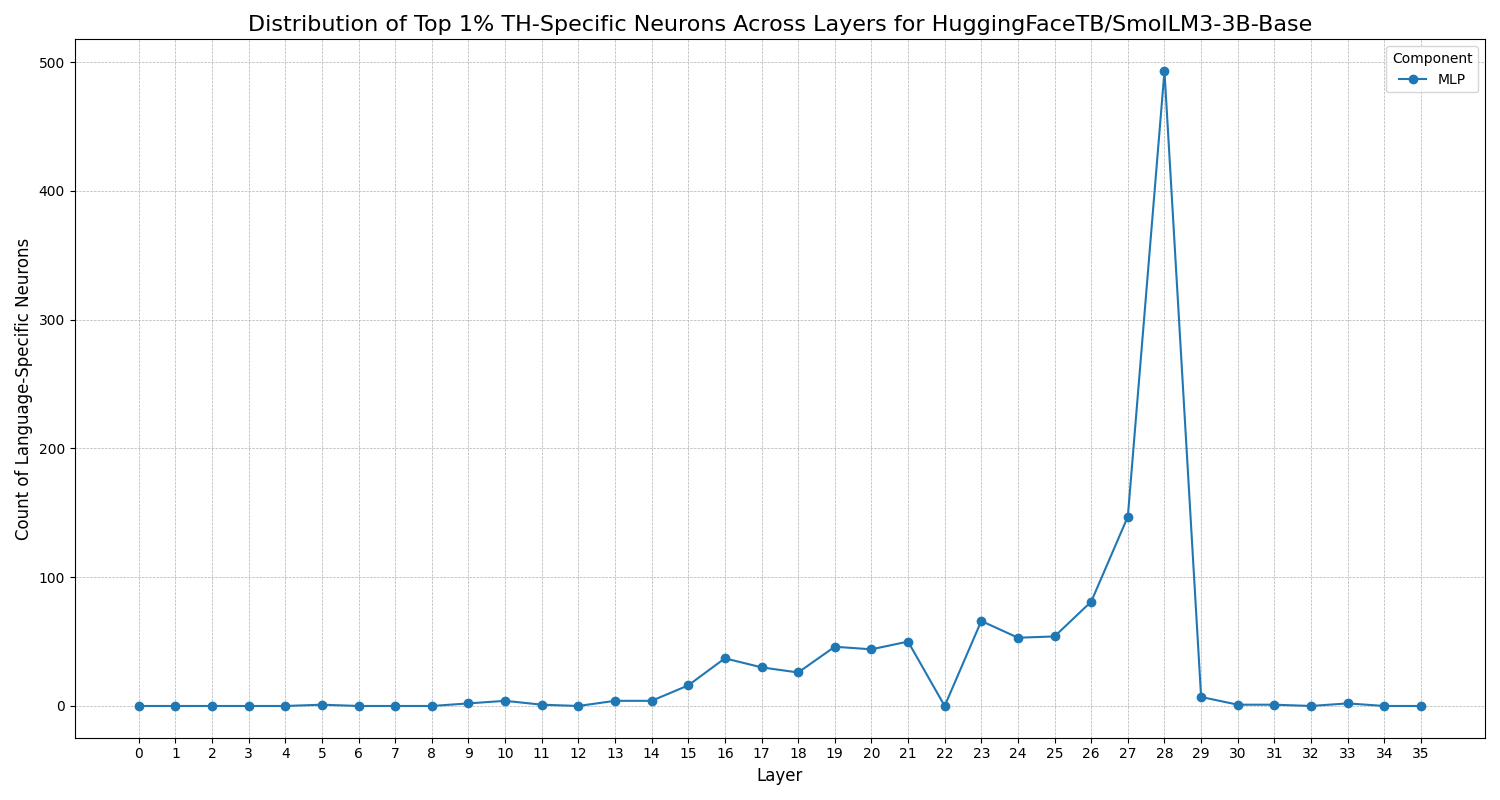 Distribution of Top 1% TH-Specific Neurons Across Layers for HuggingFaceTB/SmolLM3-3B-Base
Component
MLP
Count of Language-Specific Neurons
500
400
300
200
100
0
0 1 2 3 4 5 6 7 8 9 10 11 12 13 14 15 16 17 18 19 20 21 22 23 24 25 26 27 28 29 30 31 32 33 34 35
Layer